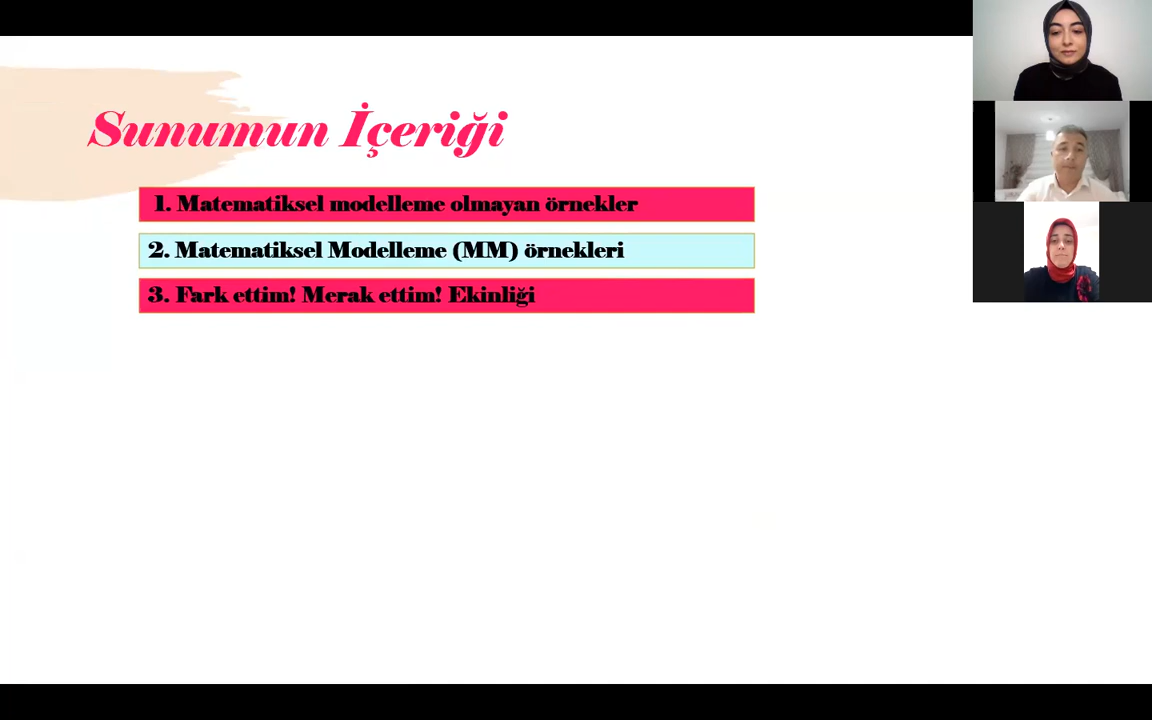 Sunumun İçeriği
1. Matematiksel modelleme olmayan örnekler
2. Matematiksel Modelleme (MM) örnekleri
3. Fark ettim! Merak ettim! Ekinliği